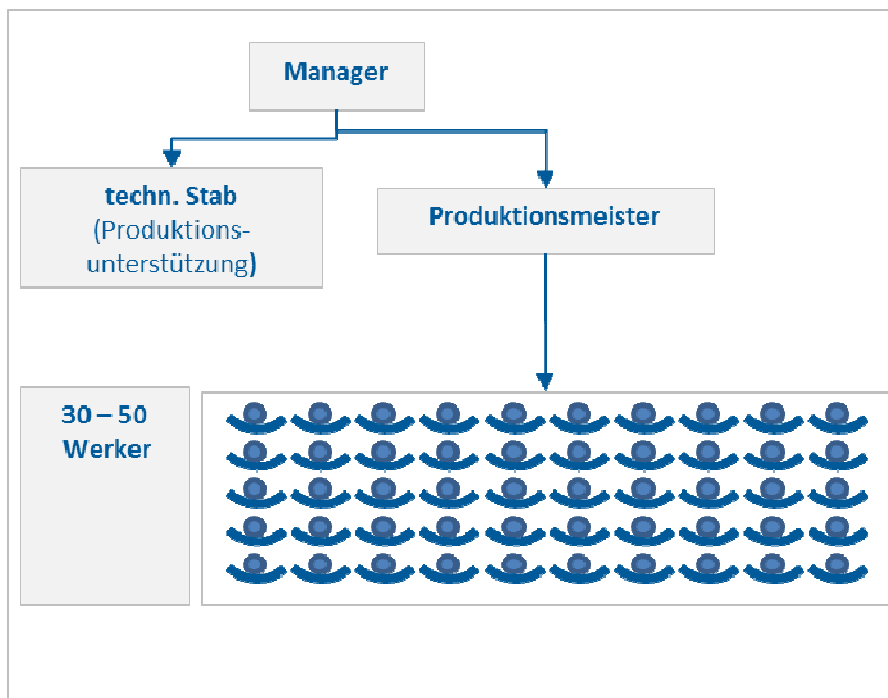 Manager
techn. Stab
(Produktions-
unterstützung)
Produktionsmeister
30 – 50
Werker